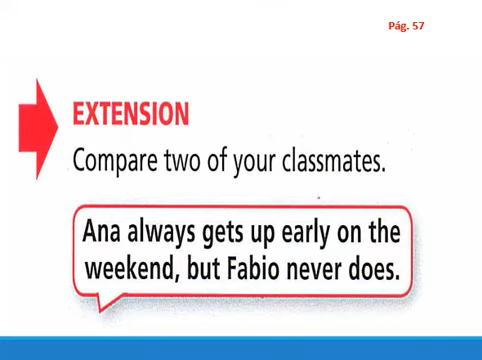 Pág. 57
EXTENSION
Compare two of your classmates.
Ana always gets up early on the
weekend, but Fabio never does.